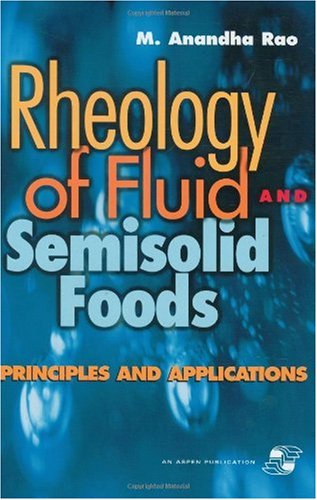 M. Anandha Rao
Rheology
of Fluid AND
Semisolid
Foods
PRINCIPLES AND APPLICATIONS
AN ASPEN PUBLICATION